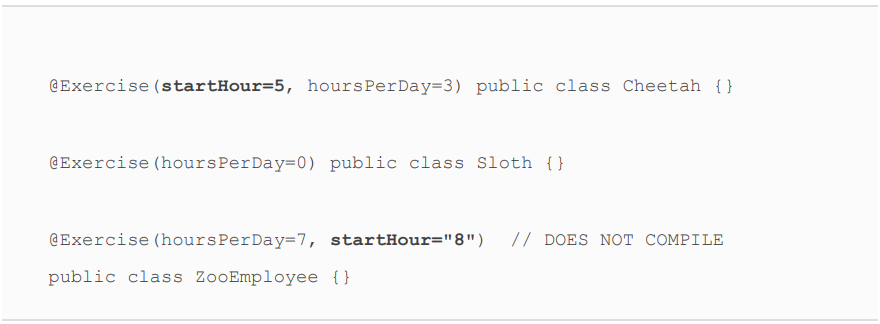 @Exercise(startHour=5, hoursPerDay=3) public class Cheetah {}
@Exercise(hoursPerDay=0) public class Sloth {}
@Exercise(hoursPerDay=7, startHour="8")  // DOES NOT COMPILE
public class ZooEmployee {}